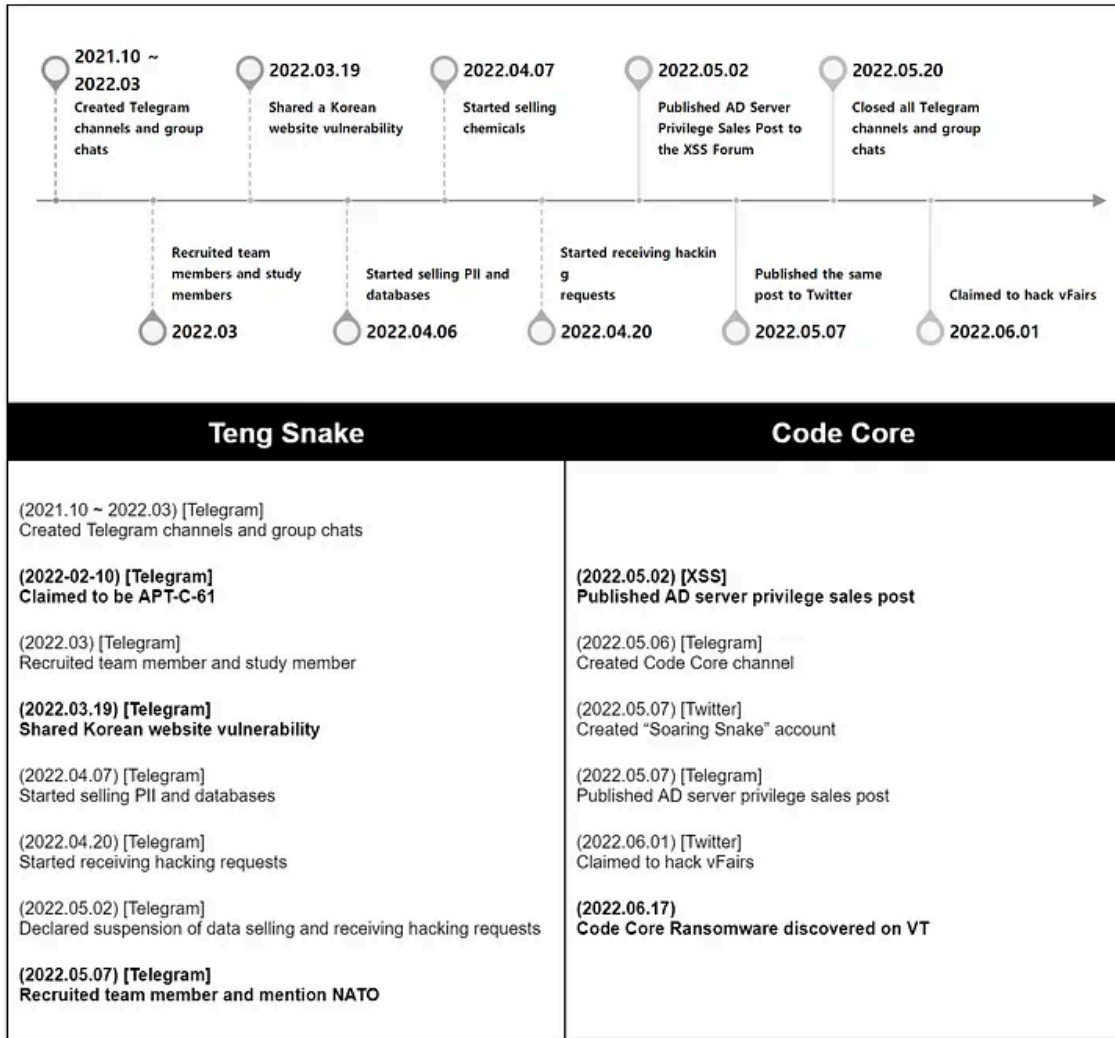 2021.10 ~
2022.03
Created Telegram
channels and group
chats
2022.03.19
Shared a Korean
website vulnerability
2022.04.07
Started selling
chemicals
2022.05.02
Published AD Server
Privilege Sales Post to
the XSS Forum
2022.05.20
Closed all Telegram
channels and group
chats
Recruited team
members and study
members
2022.03
Started selling PII and
databases
2022.04.06
Started receiving hackin
g
requests
2022.04.20
Published the same
post to Twitter
2022.05.07
Claimed to hack vFairs
2022.06.01
Teng Snake
(2021.10 ~ 2022.03) [Telegram]
Created Telegram channels and group chats
(2022-02-10) [Telegram]
Claimed to be APT-C-61
(2022.03) [Telegram]
Recruited team member and study member
(2022.03.19) [Telegram]
Shared Korean website vulnerability
(2022.04.07) [Telegram]
Started selling PII and databases
(2022.04.20) [Telegram]
Started receiving hacking requests
(2022.05.02) [Telegram]
Declared suspension of data selling and receiving hacking requests
(2022.05.07) [Telegram]
Recruited team member and mention NATO
Code Core
(2022.05.02) [XSS]
Published AD server privilege sales post
(2022.05.06) [Telegram]
Created Code Core channel
(2022.05.07) [Twitter]
Created “Soaring Snake” account
(2022.05.07) [Telegram]
Published AD server privilege sales post
(2022.06.01) [Twitter]
Claimed to hack vFairs
(2022.06.17)
Code Core Ransomware discovered on VT